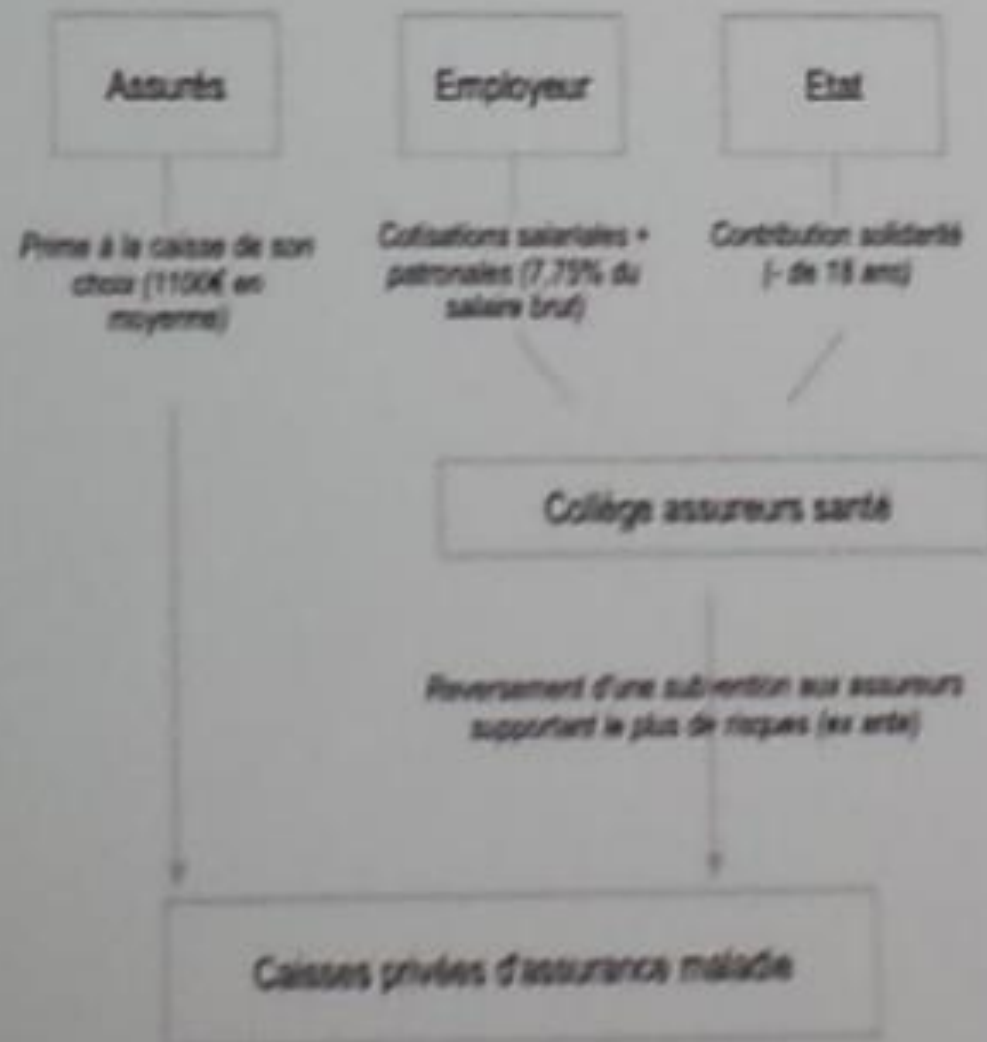 Assurés
Employeur
Etat
Prime à la caisse de son
choix (1100€ en
moyenne)
Cotisations salariales +
patronales (7,75% du
salaire brut)
Contribution solidarité
(- de 18 ans)
Collège assureurs santé
Reversement d'une subvention aux assureurs
supportant le plus de risques (ex ante)
Caisses privées d'assurance maladie